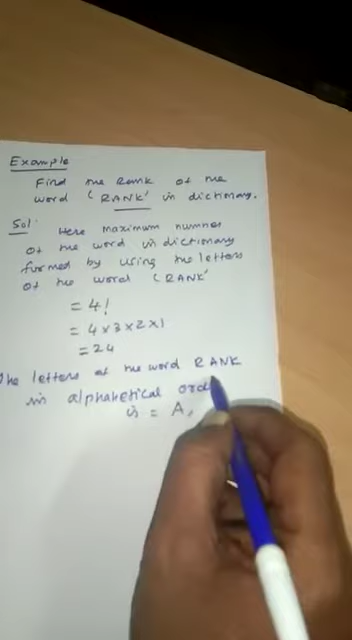 Example
Find the Rank of the
word 'RANK' in dictionary.
Sol: Here maximum number
of the word in dictionary
formed by using the letters
of the word 'RANK'
= 4!
= 4×3×2×1
= 24
The letters of the word RANK
in alphabetical order
is = A,